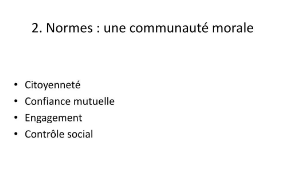 2. Normes : une communauté morale
• Citoyenneté
• Confiance mutuelle
• Engagement
• Contrôle social